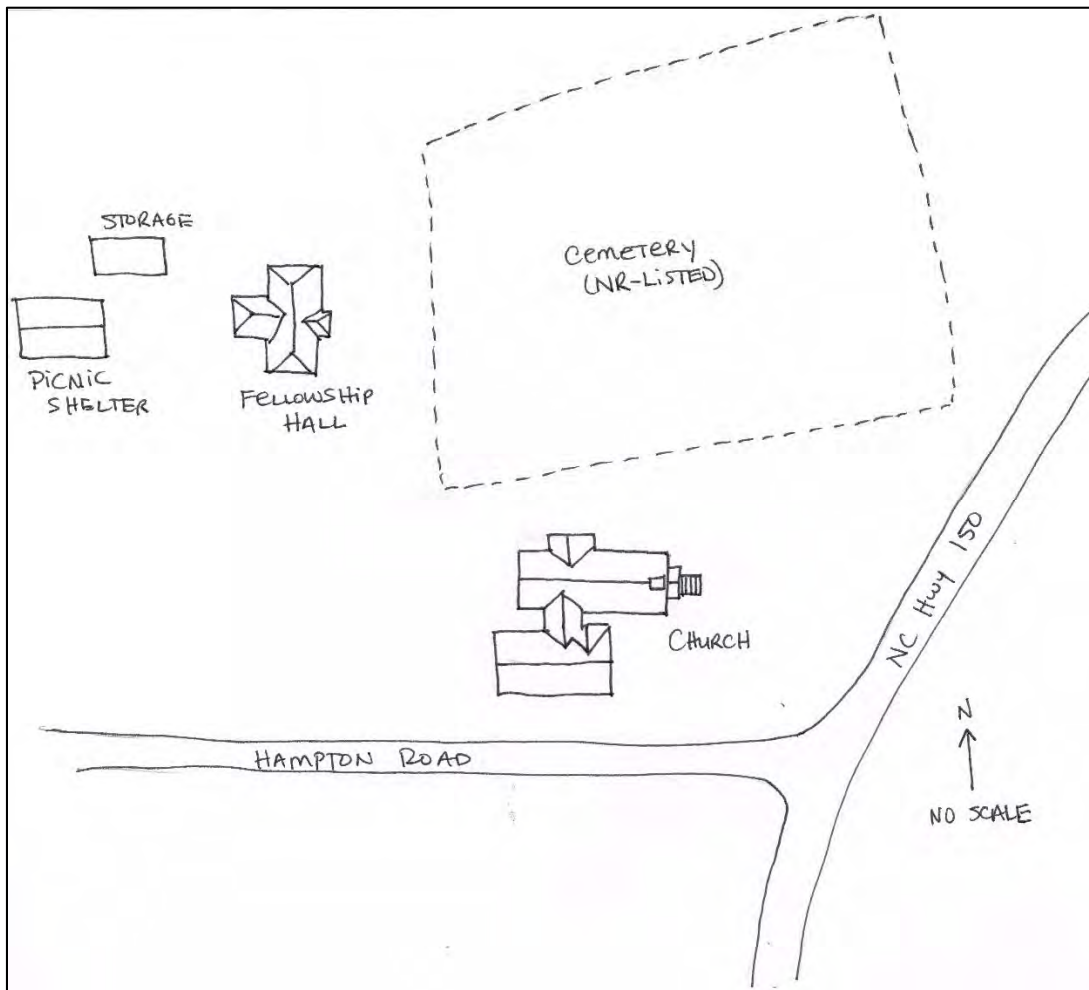 STORAGE
CEMETERY
(NR-LISTED)
PICNIC
SHELTER
FELLOWSHIP
HALL
CHURCH
NC HWY 150
HAMPTON ROAD
N
NO SCALE